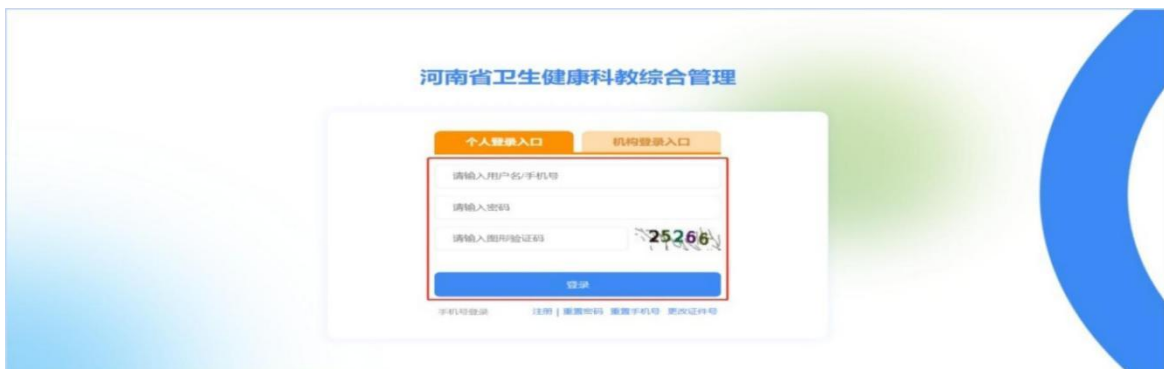 河南省卫生健康科教综合管理
个人登录入口 机构登录入口
请输入用户名/手机号
请输入密码
请输入图形验证码 25266
登录
手机号登录 注册 | 重置密码 重置手机号 更改证件号